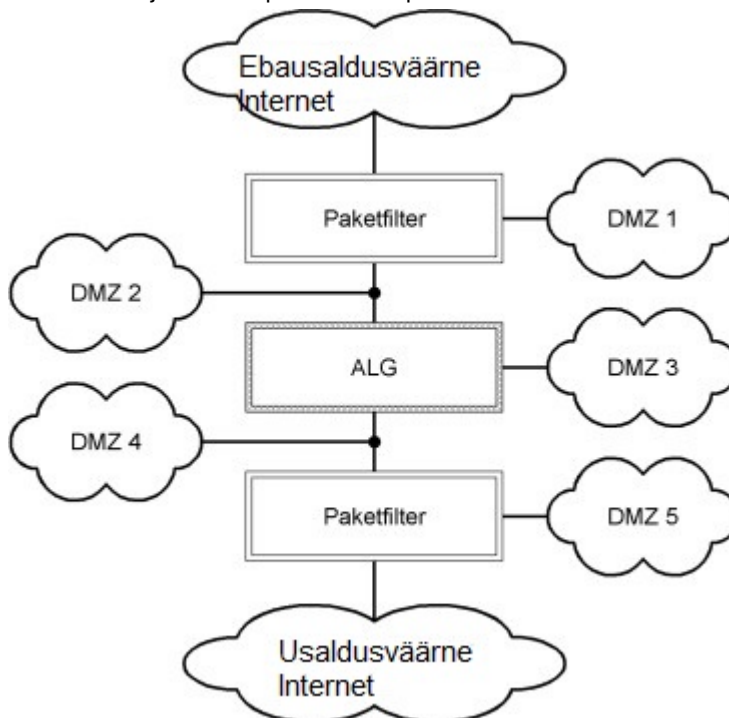 Ebausaldusväärne
Internet
Paketfilter
DMZ 1
DMZ 2
ALG
DMZ 3
DMZ 4
Paketfilter
DMZ 5
Usaldusväärne
Internet